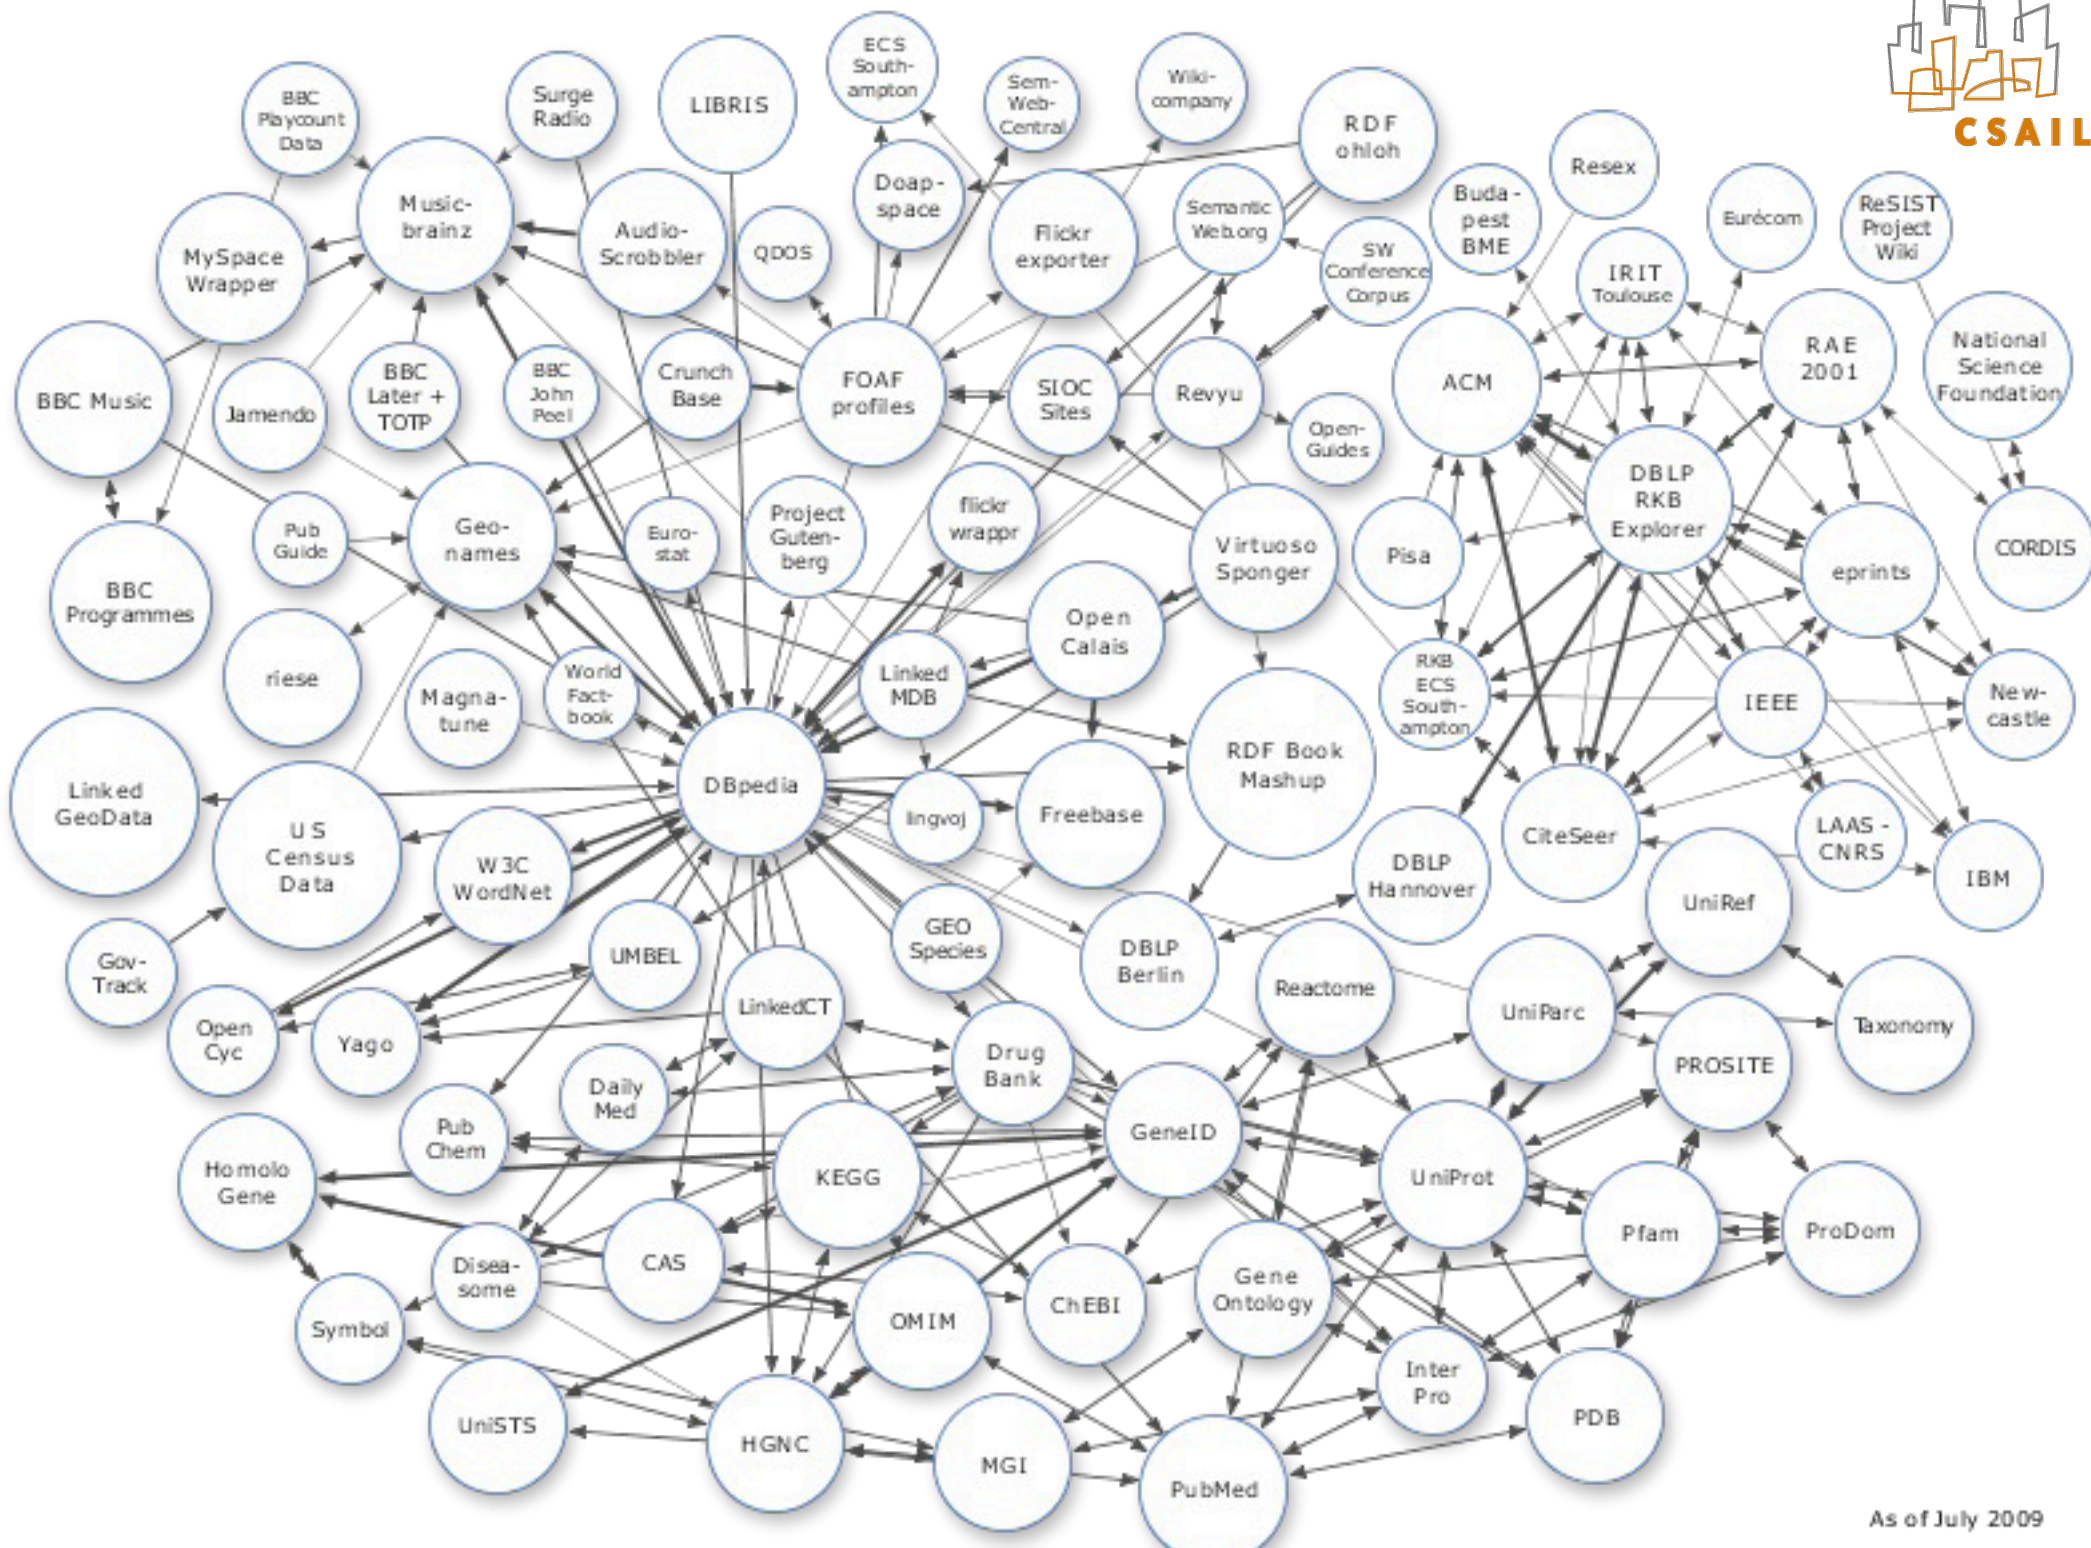 CSAIL
ECS
South-
ampton
Sem-
Web-
Central
Wiki-
company
BBC
Playcount
Data
Surge
Radio
LIBRIS
RDF
ohloh
Resex
Doap-
space
Buda-
pest
BME
Eurécom
ReSIST
Project
Wiki
Music-
brainz
Audio-
Scrobbler
QDOS
Flickr
exporter
Semantic
Web.org
SW
Conference
Corpus
IRIT
Toulouse
MySpace
Wrapper
RAE
2001
National
Science
Foundation
BBC Music
Jamendo
BBC
Later +
TOTP
BBC
John
Peel
Crunch
Base
FOAF
profiles
SIOC
Sites
Revyu
Open-
Guides
ACM
DBLP
RKB
Explorer
Pub
Guide
Geo-
names
Euro-
stat
Project
Guten-
berg
flickr
wrappr
Virtuoso
Sponger
Pisa
eprints
CORDIS
BBC
Programmes
riese
Magna-
tune
World
Fact-
book
Linked
MDB
Open
Calais
RKB
ECS
South-
ampton
IEEE
New-
castle
Linked
GeoData
US
Census
Data
W3C
WordNet
DBpedia
lingvoj
Freebase
RDF Book
Mashup
DBLP
Hannover
CiteSeer
LAAS -
CNRS
IBM
UniRef
Gov-
Track
Open
Cyc
Yago
UMBEL
LinkedCT
GEO
Species
DBLP
Berlin
Reactome
UniParc
Taxonomy
PROSITE
Pub
Chem
Daily
Med
Drug
Bank
GeneID
UniProt
Homolo
Gene
KEGG
Pfam
ProDom
Disea-
some
CAS
OMIM
ChEBI
Gene
Ontology
Symbol
Inter
Pro
PDB
UniSTS
HGNC
MGI
PubMed
As of July 2009